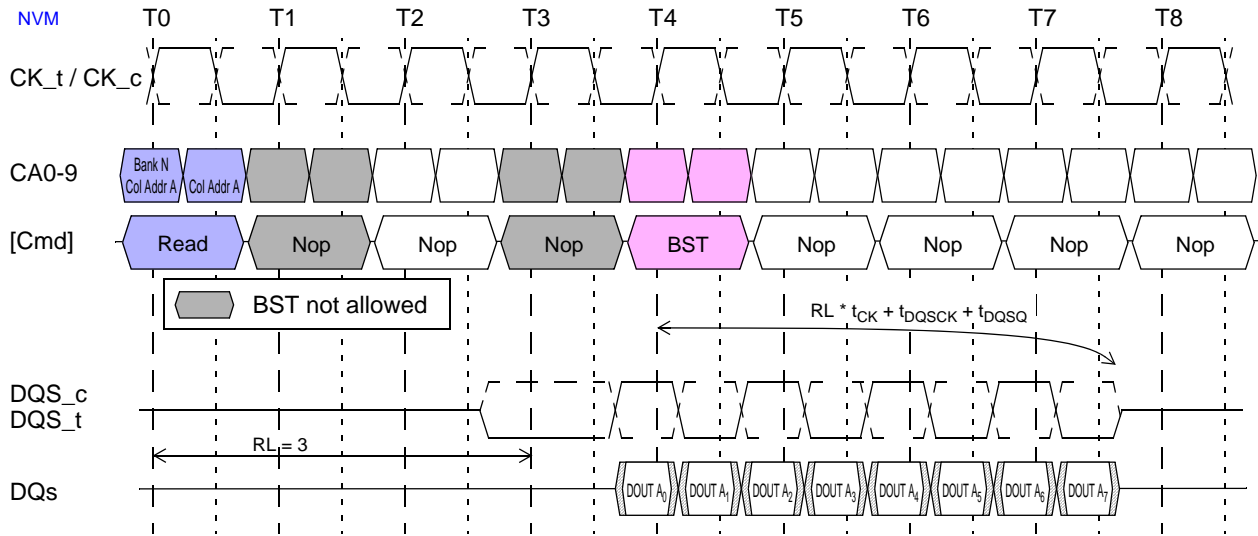 NVM T0 T1 T2 T3 T4 T5 T6 T7 T8
CK_t / CK_c
CA0-9
Bank N
Col Addr A
Col Addr A
[Cmd] Read Nop Nop Nop BST Nop Nop Nop Nop
BST not allowed
RL * tCK + tDQSCK + tDQSQ
DQS_c
DQS_t
RL = 3
DQs DOUT A0 DOUT A1 DOUT A2 DOUT A3 DOUT A4 DOUT A5 DOUT A6 DOUT A7